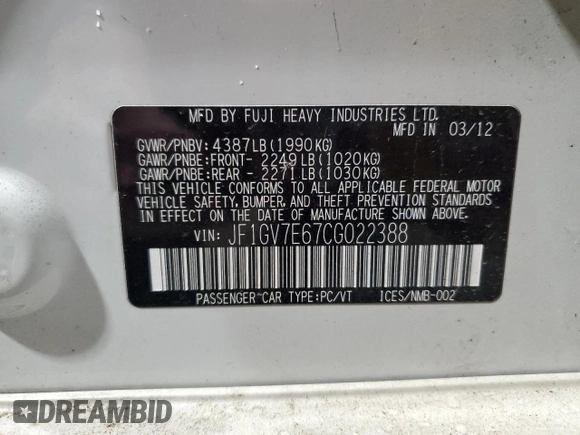 MFD BY FUJI HEAVY INDUSTRIES LTD.
MFD IN 03/12
GVWR/PNBV: 4387LB(1990KG)
GAWR/PNBE:FRONT- 2249LB(1020KG)
GAWR/PNBE:REAR - 2271LB(1030KG)
THIS VEHICLE CONFORMS TO ALL APPLICABLE FEDERAL MOTOR
VEHICLE SAFETY, BUMPER, AND THEFT PREVENTION STANDARDS
IN EFFECT ON THE DATE OF MANUFACTURE SHOWN ABOVE.
VIN: JF1GV7E67CG022388
PASSENGER CAR TYPE:PC/VT ICES/NMB-002
DREAMBID